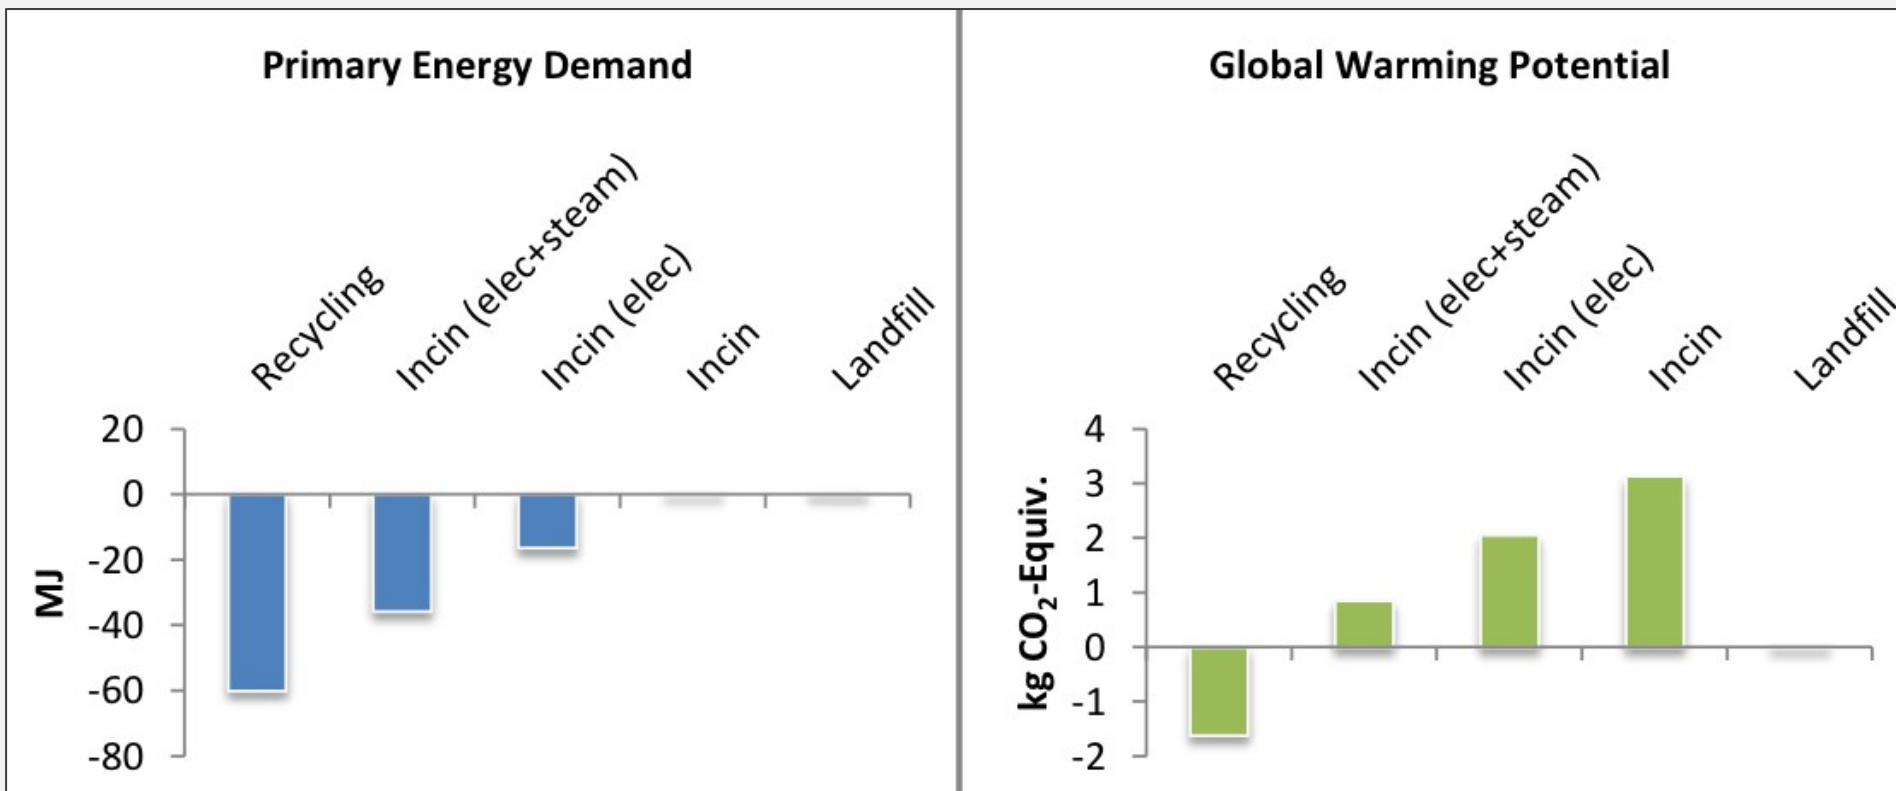 Primary Energy Demand
Recycling
Incin (elec+steam)
Incin (elec)
Incin
Landfill
20
0
-20
-40
-60
-80
MJ
Global Warming Potential
Recycling
Incin (elec+steam)
Incin (elec)
Incin
Landfill
4
3
2
1
0
-1
-2
kg CO₂-Equiv.